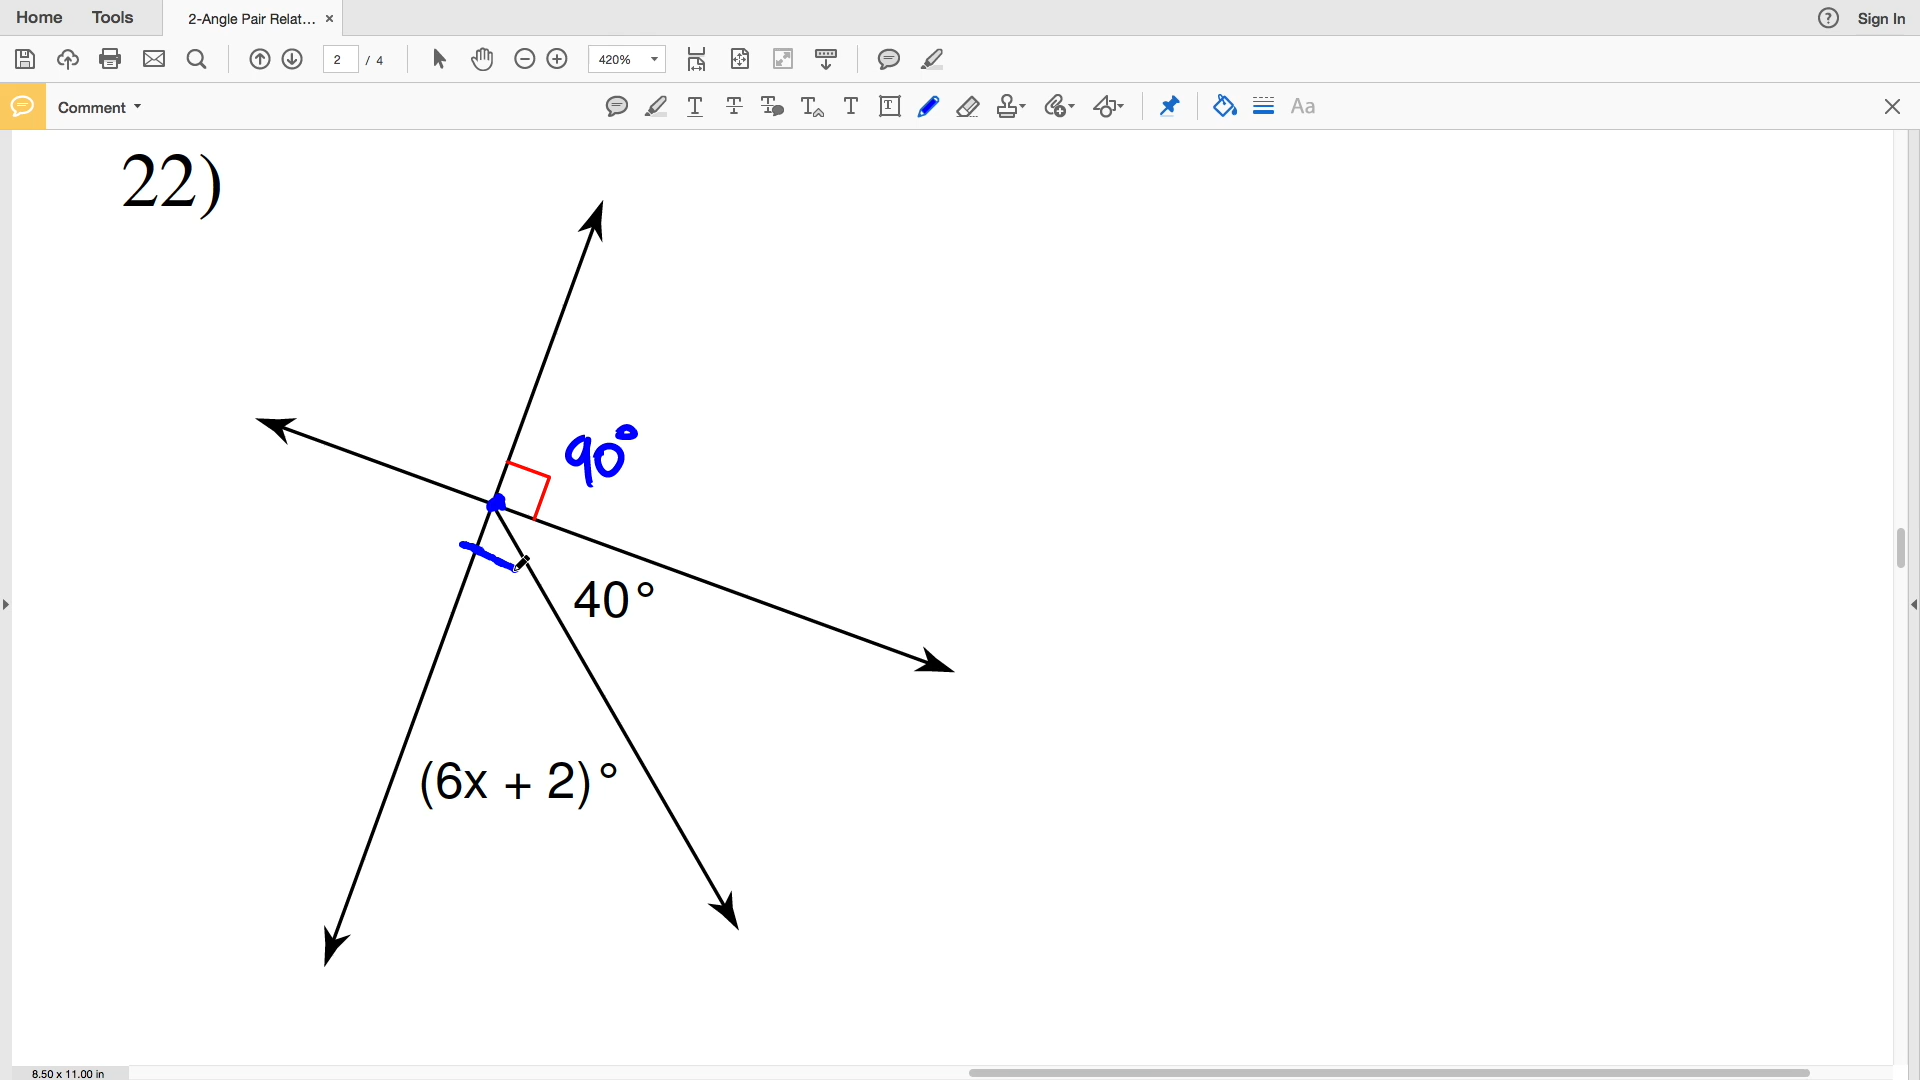 Home Tools 2-Angle Pair Relat... × ? Sign In
2 / 4 420%
Comment Aa
22)
90°
40°
(6x + 2)°
8.50 x 11.00 in